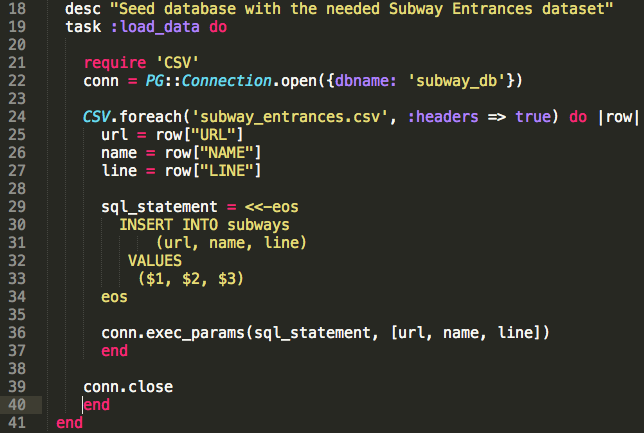 18 desc "Seed database with the needed Subway Entrances dataset"
19 task :load_data do
20
21 require 'CSV'
22 conn = PG::Connection.open({dbname: 'subway_db'})
23
24 CSV.foreach('subway_entrances.csv', :headers => true) do |row|
25 url = row["URL"]
26 name = row["NAME"]
27 line = row["LINE"]
28
29 sql_statement = <<-eos
30 INSERT INTO subways
31 (url, name, line)
32 VALUES
33 ($1, $2, $3)
34 eos
35
36 conn.exec_params(sql_statement, [url, name, line])
37 end
38
39 conn.close
40 end
41 end